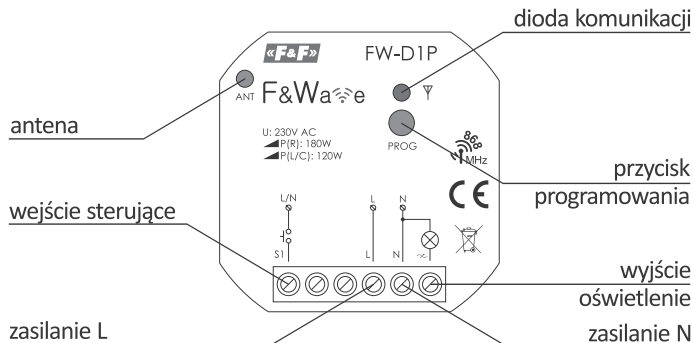 dioda komunikacji
«F&F»
FW-D1P
ANT
F&Wave
antena
U: 230V AC
P(R): 180W
P(L/C): 120W
PROG
868
MHz
przycisk
programowania
CE
wejście sterujące
L/N
L
N
S1
L
N
wyjście
oświetlenie
zasilanie L
zasilanie N